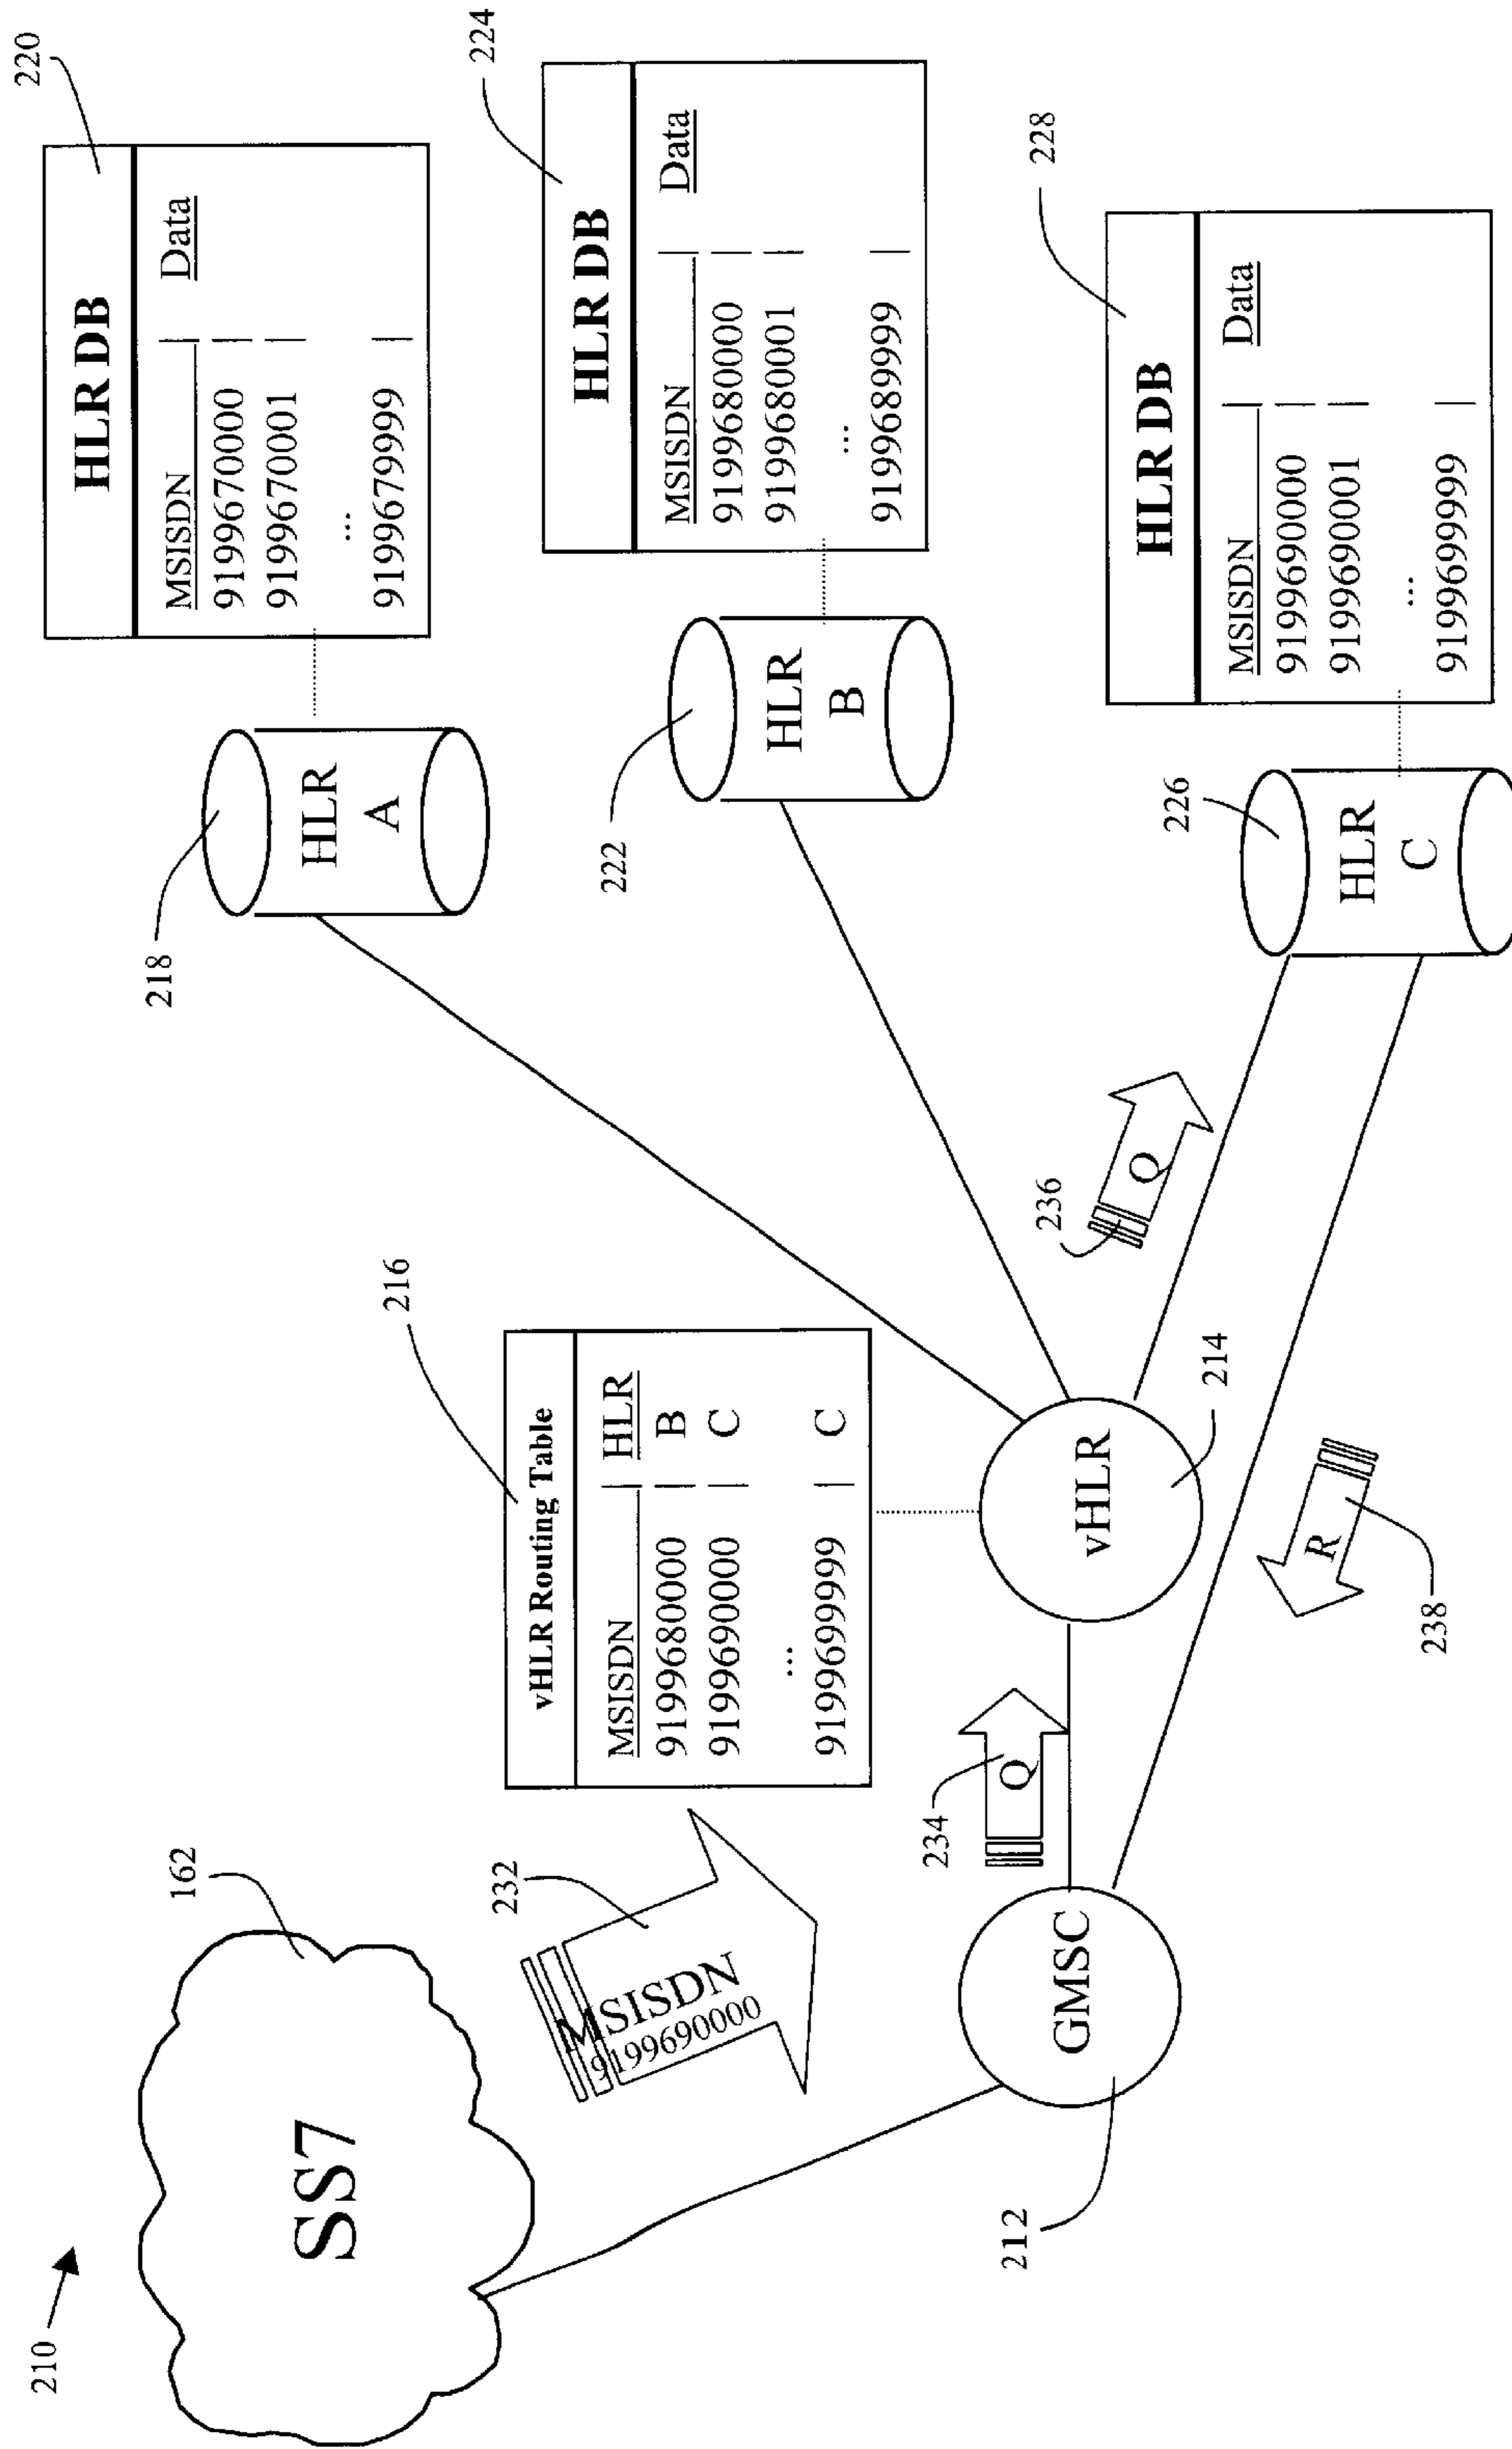 210
SS7
162
232
MSISDN
9199690000
GMSC
212
234
Q
vHLR
214
216
vHLR Routing Table
MSISDN | HLR
9199680000 | B
9199690000 | C
...
9199699999 | C
236
Q
R
238
218
HLR
A
220
HLR DB
MSISDN | Data
9199670000 |
9199670001 |
...
9199679999 |
222
HLR
B
224
HLR DB
MSISDN | Data
9199680000 |
9199680001 |
...
9199689999 |
226
HLR
C
228
HLR DB
MSISDN | Data
9199690000 |
9199690001 |
...
9199699999 |